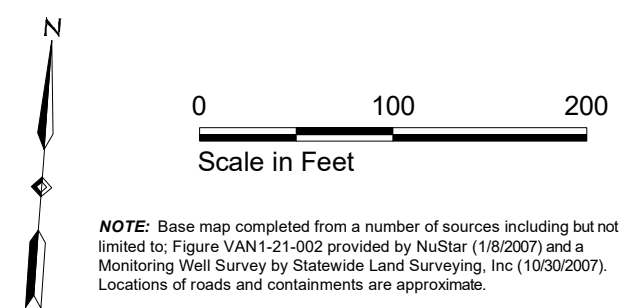 N
0 100 200
Scale in Feet
NOTE: Base map completed from a number of sources including but not
limited to; Figure VAN1-21-002 provided by NuStar (1/8/2007) and a
Monitoring Well Survey by Statewide Land Surveying, Inc (10/30/2007).
Locations of roads and containments are approximate.